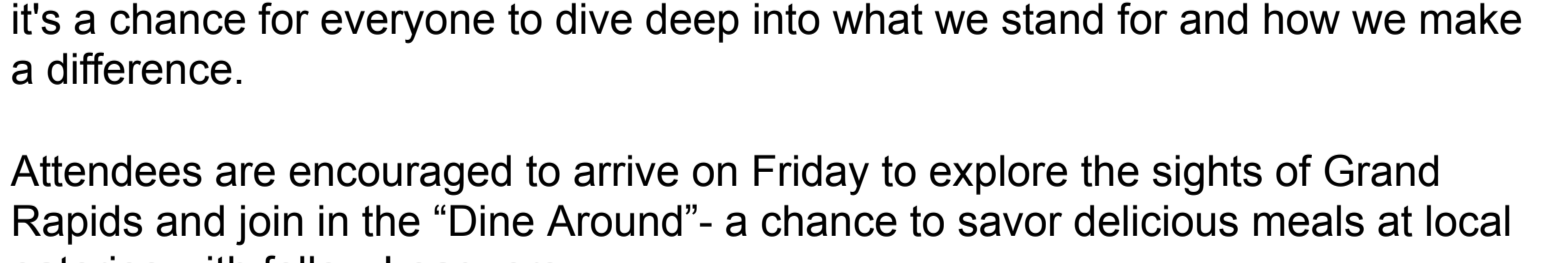 it's a chance for everyone to dive deep into what we stand for and how we make
a difference.
Attendees are encouraged to arrive on Friday to explore the sights of Grand
Rapids and join in the “Dine Around”- a chance to savor delicious meals at local